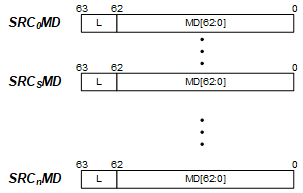 63 62 0
SRC₀MD L MD[62:0]
63 62 0
SRCₛMD L MD[62:0]
63 62 0
SRCₙMD L MD[62:0]